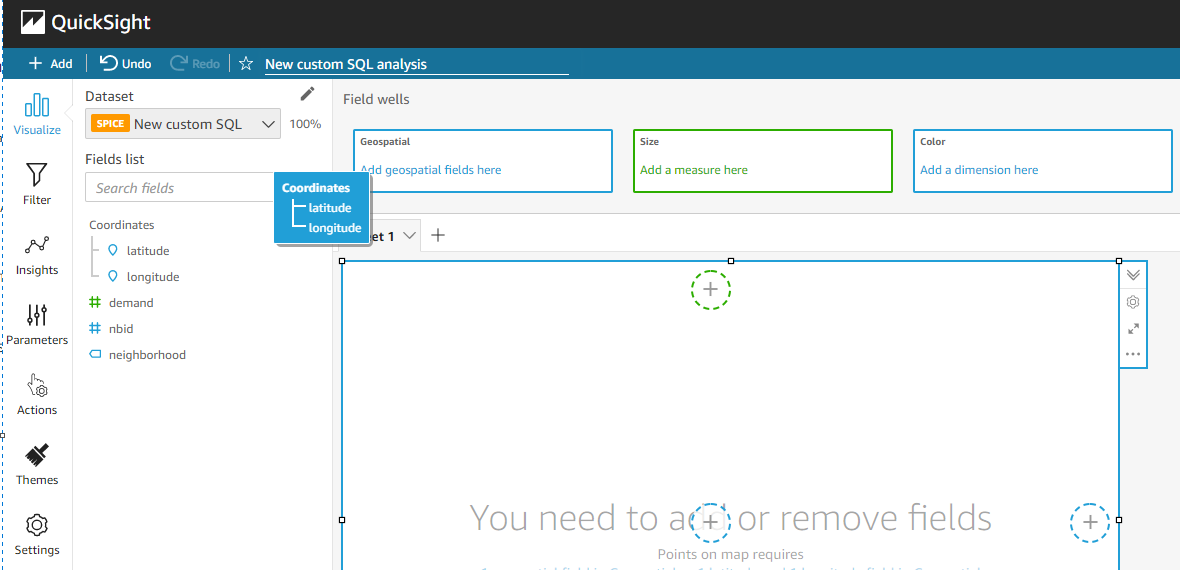 QuickSight
Add
Undo
Redo
New custom SQL analysis
Visualize
Filter
Insights
Parameters
Actions
Themes
Settings
Dataset
SPICE New custom SQL
100%
Fields list
Search fields
Coordinates
latitude
longitude
demand
nbid
neighborhood
Coordinates
latitude
longitude
Field wells
Geospatial
Add geospatial fields here
Size
Add a measure here
Color
Add a dimension here
et 1
You need to add or remove fields
Points on map requires